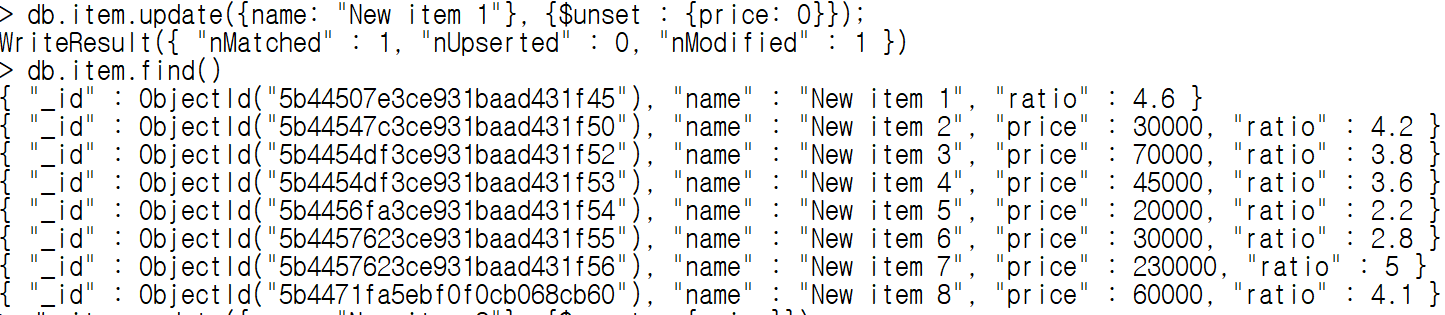 > db.item.update({name: "New item 1"}, {$unset : {price: 0}});
WriteResult({ "nMatched" : 1, "nUpserted" : 0, "nModified" : 1 })
> db.item.find()
{ "_id" : ObjectId("5b44507e3ce931baad431f45"), "name" : "New item 1", "ratio" : 4.6 }
{ "_id" : ObjectId("5b44547c3ce931baad431f50"), "name" : "New item 2", "price" : 30000, "ratio" : 4.2 }
{ "_id" : ObjectId("5b4454df3ce931baad431f52"), "name" : "New item 3", "price" : 70000, "ratio" : 3.8 }
{ "_id" : ObjectId("5b4454df3ce931baad431f53"), "name" : "New item 4", "price" : 45000, "ratio" : 3.6 }
{ "_id" : ObjectId("5b4456fa3ce931baad431f54"), "name" : "New item 5", "price" : 20000, "ratio" : 2.2 }
{ "_id" : ObjectId("5b4457623ce931baad431f55"), "name" : "New item 6", "price" : 30000, "ratio" : 2.8 }
{ "_id" : ObjectId("5b4457623ce931baad431f56"), "name" : "New item 7", "price" : 230000, "ratio" : 5 }
{ "_id" : ObjectId("5b4471fa5ebf0f0cb068cb60"), "name" : "New item 8", "price" : 60000, "ratio" : 4.1 }